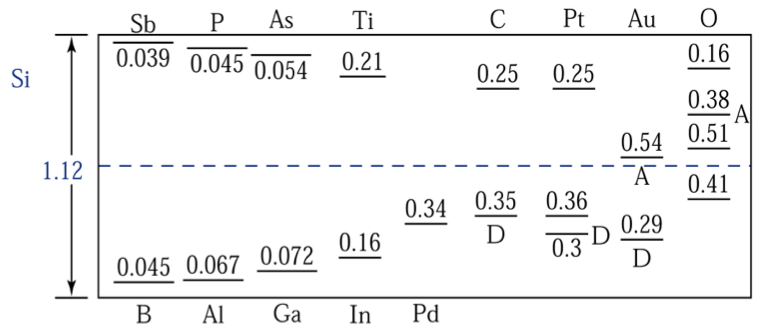 Sb P As Ti C Pt Au O
0.039 0.045 0.054 0.21 0.25 0.25 0.16
Si
0.38 A
0.54 0.51
1.12
A 0.41
0.34 0.35 0.36 0.29
D D D
0.3
0.045 0.067 0.072 0.16
B Al Ga In Pd